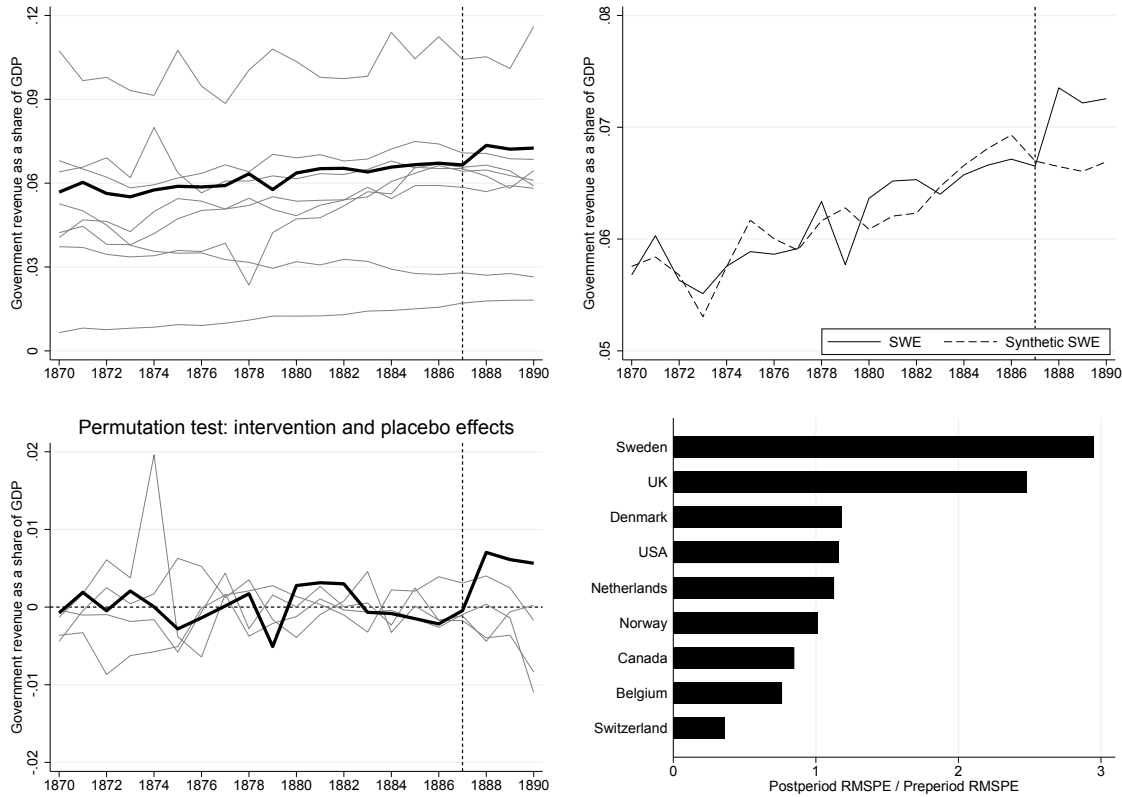 Government revenue as a share of GDP
.12
.09
.06
.03
0
1870 1872 1874 1876 1878 1880 1882 1884 1886 1888 1890
Government revenue as a share of GDP
.08
.07
.06
.05
SWE Synthetic SWE
1870 1872 1874 1876 1878 1880 1882 1884 1886 1888 1890
Permutation test: intervention and placebo effects
Government revenue as a share of GDP
.02
.01
0
-.01
-.02
1870 1872 1874 1876 1878 1880 1882 1884 1886 1888 1890
Sweden
UK
Denmark
USA
Netherlands
Norway
Canada
Belgium
Switzerland
0 1 2 3
Postperiod RMSPE / Preperiod RMSPE